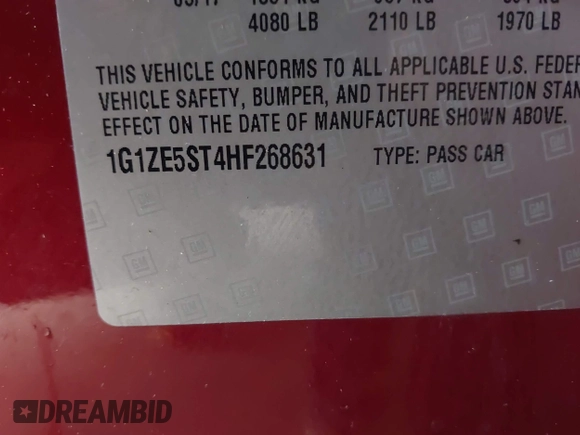 4080 LB 2110 LB 1970 LB
THIS VEHICLE CONFORMS TO ALL APPLICABLE U.S. FEDER
VEHICLE SAFETY, BUMPER, AND THEFT PREVENTION STAN
EFFECT ON THE DATE OF MANUFACTURE SHOWN ABOVE.
1G1ZE5ST4HF268631 TYPE: PASS CAR
DREAMBID